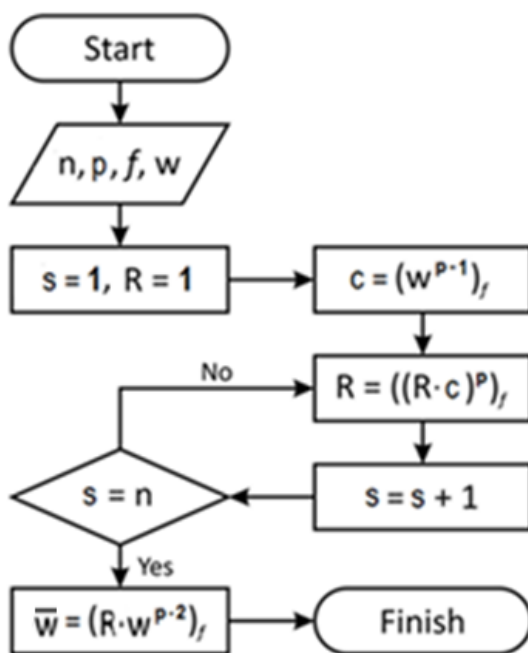 Start
n, p, f, w
s = 1, R = 1
c = (w^{p-1})_f
No
R = ((R·c)^p)_f
s = n
s = s + 1
Yes
w̅ = (R·w^{p-2})_f
Finish